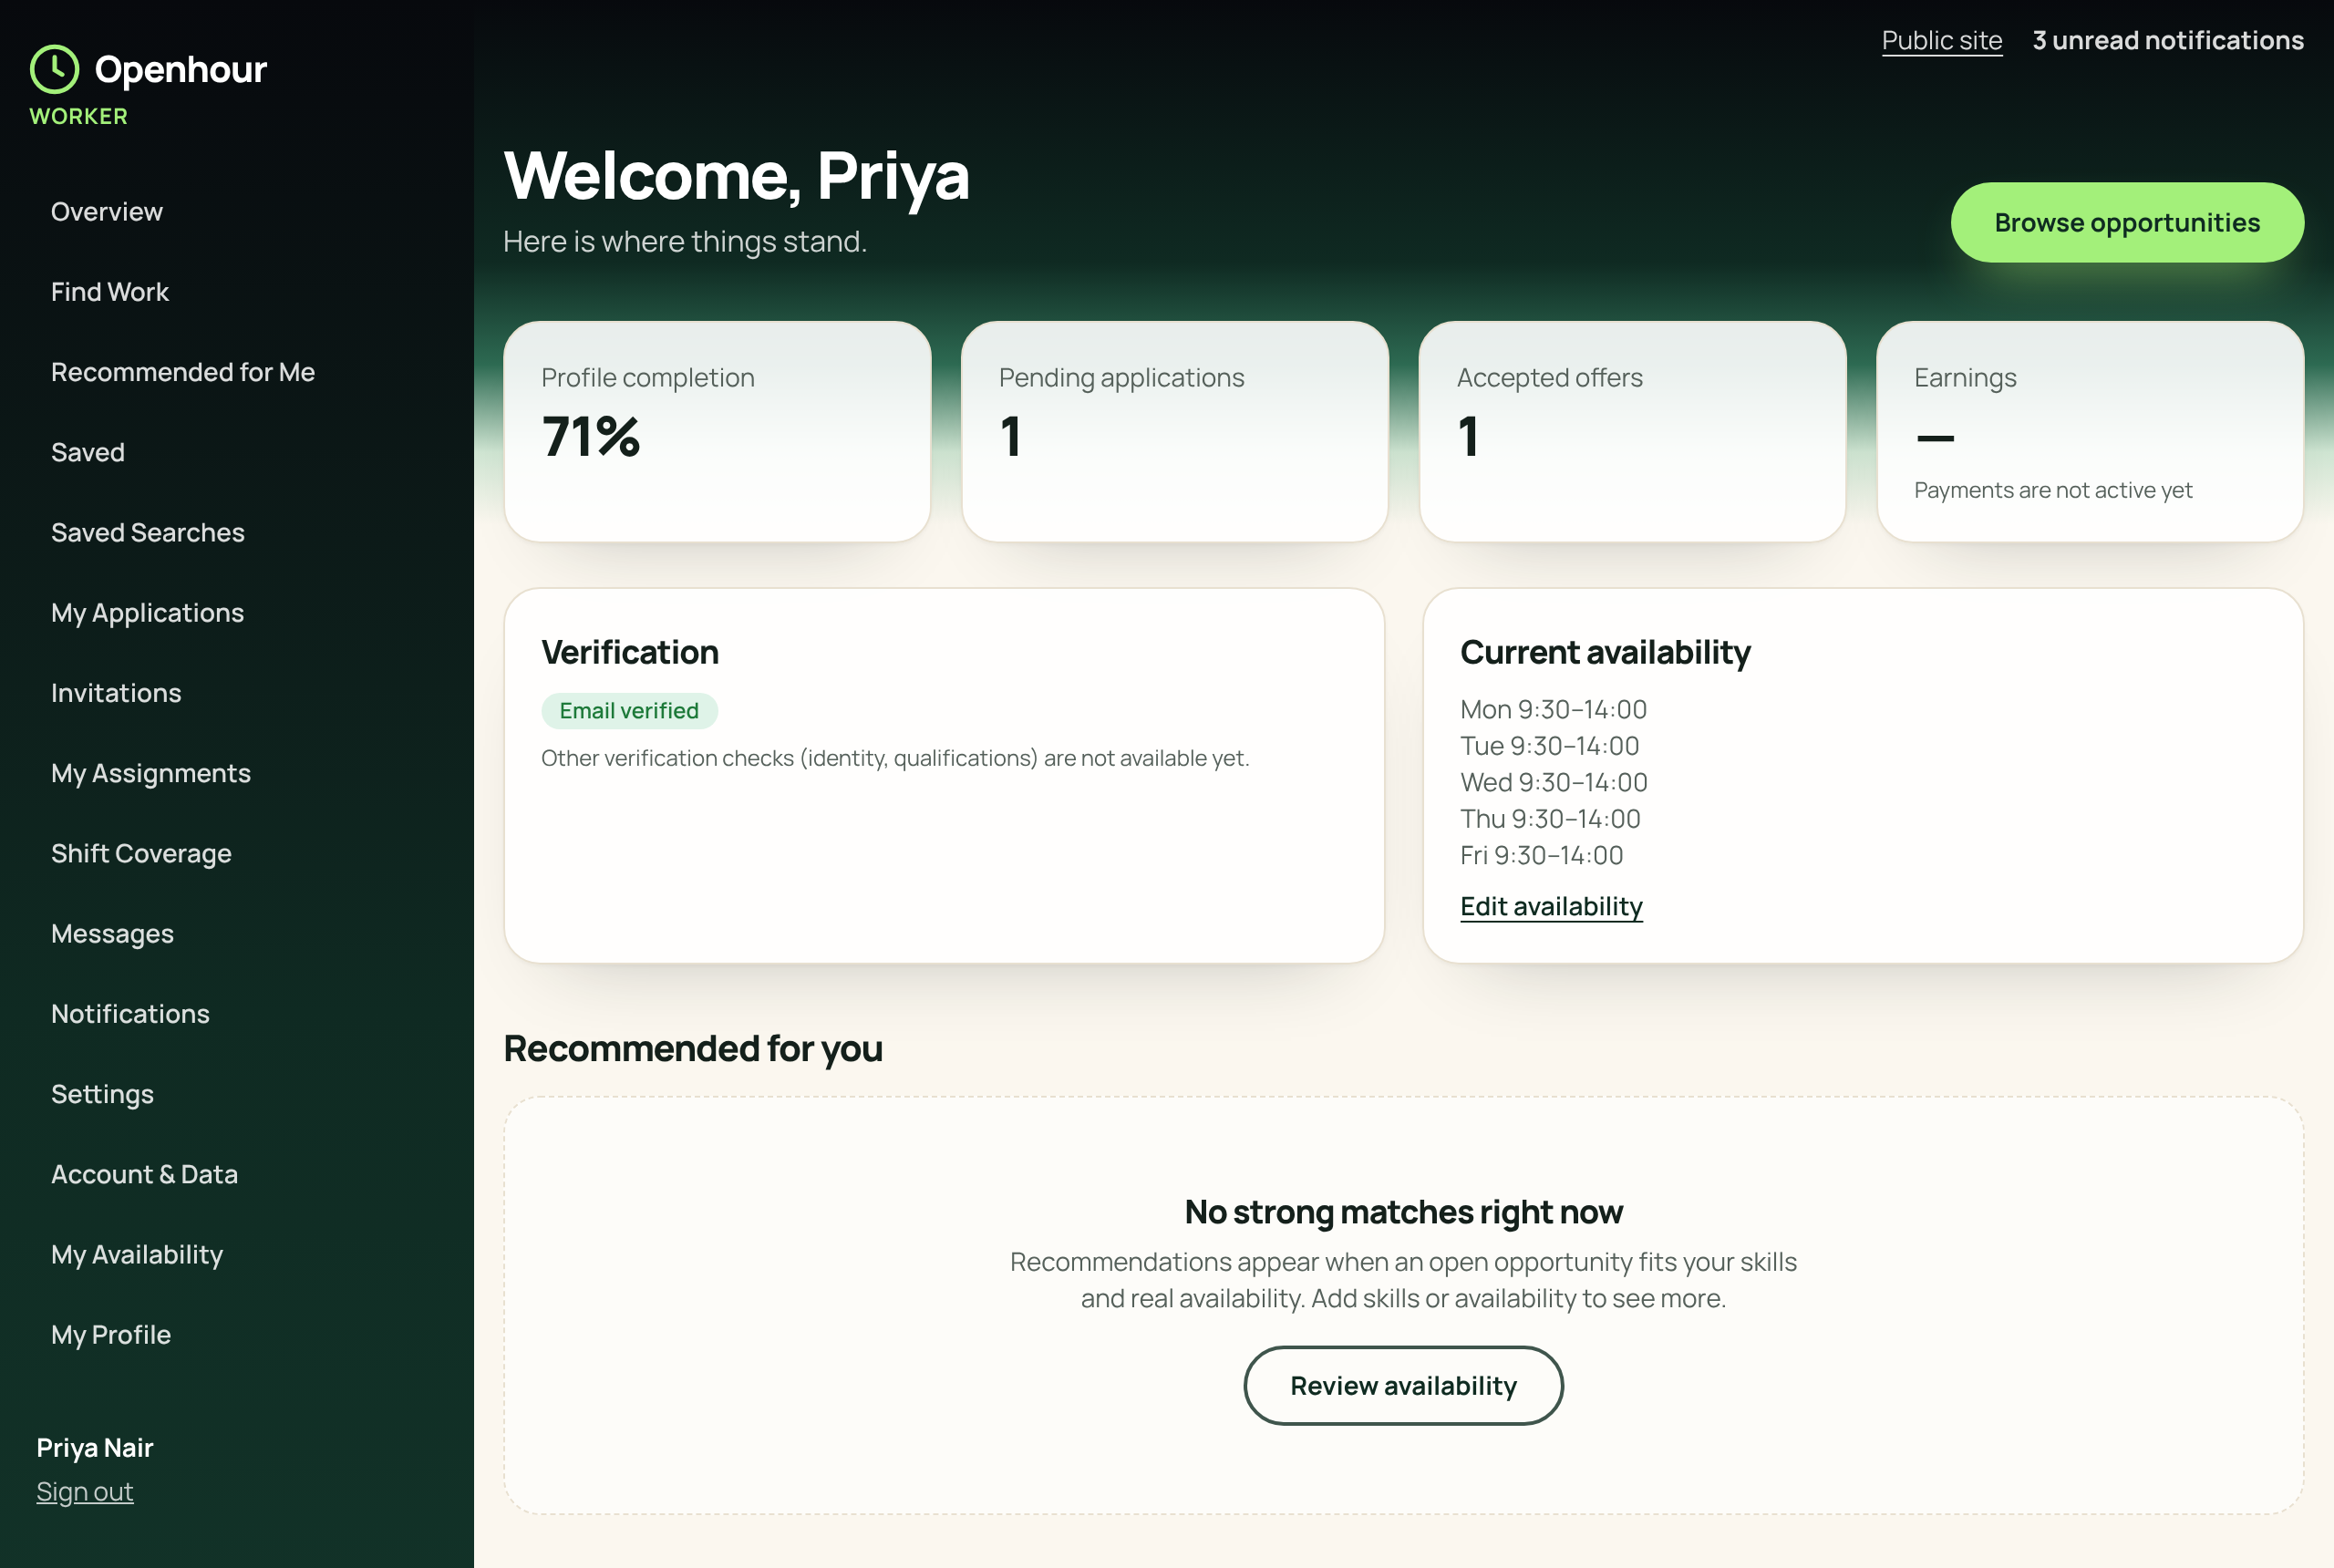 Openhour
WORKER
Overview
Find Work
Recommended for Me
Saved
Saved Searches
My Applications
Invitations
My Assignments
Shift Coverage
Messages
Notifications
Settings
Account & Data
My Availability
My Profile
Priya Nair
Sign out
Public site
3 unread notifications
Welcome, Priya
Here is where things stand.
Browse opportunities
Profile completion
71%
Pending applications
1
Accepted offers
1
Earnings
—
Payments are not active yet
Verification
Email verified
Other verification checks (identity, qualifications) are not available yet.
Current availability
Mon 9:30–14:00
Tue 9:30–14:00
Wed 9:30–14:00
Thu 9:30–14:00
Fri 9:30–14:00
Edit availability
Recommended for you
No strong matches right now
Recommendations appear when an open opportunity fits your skills
and real availability. Add skills or availability to see more.
Review availability